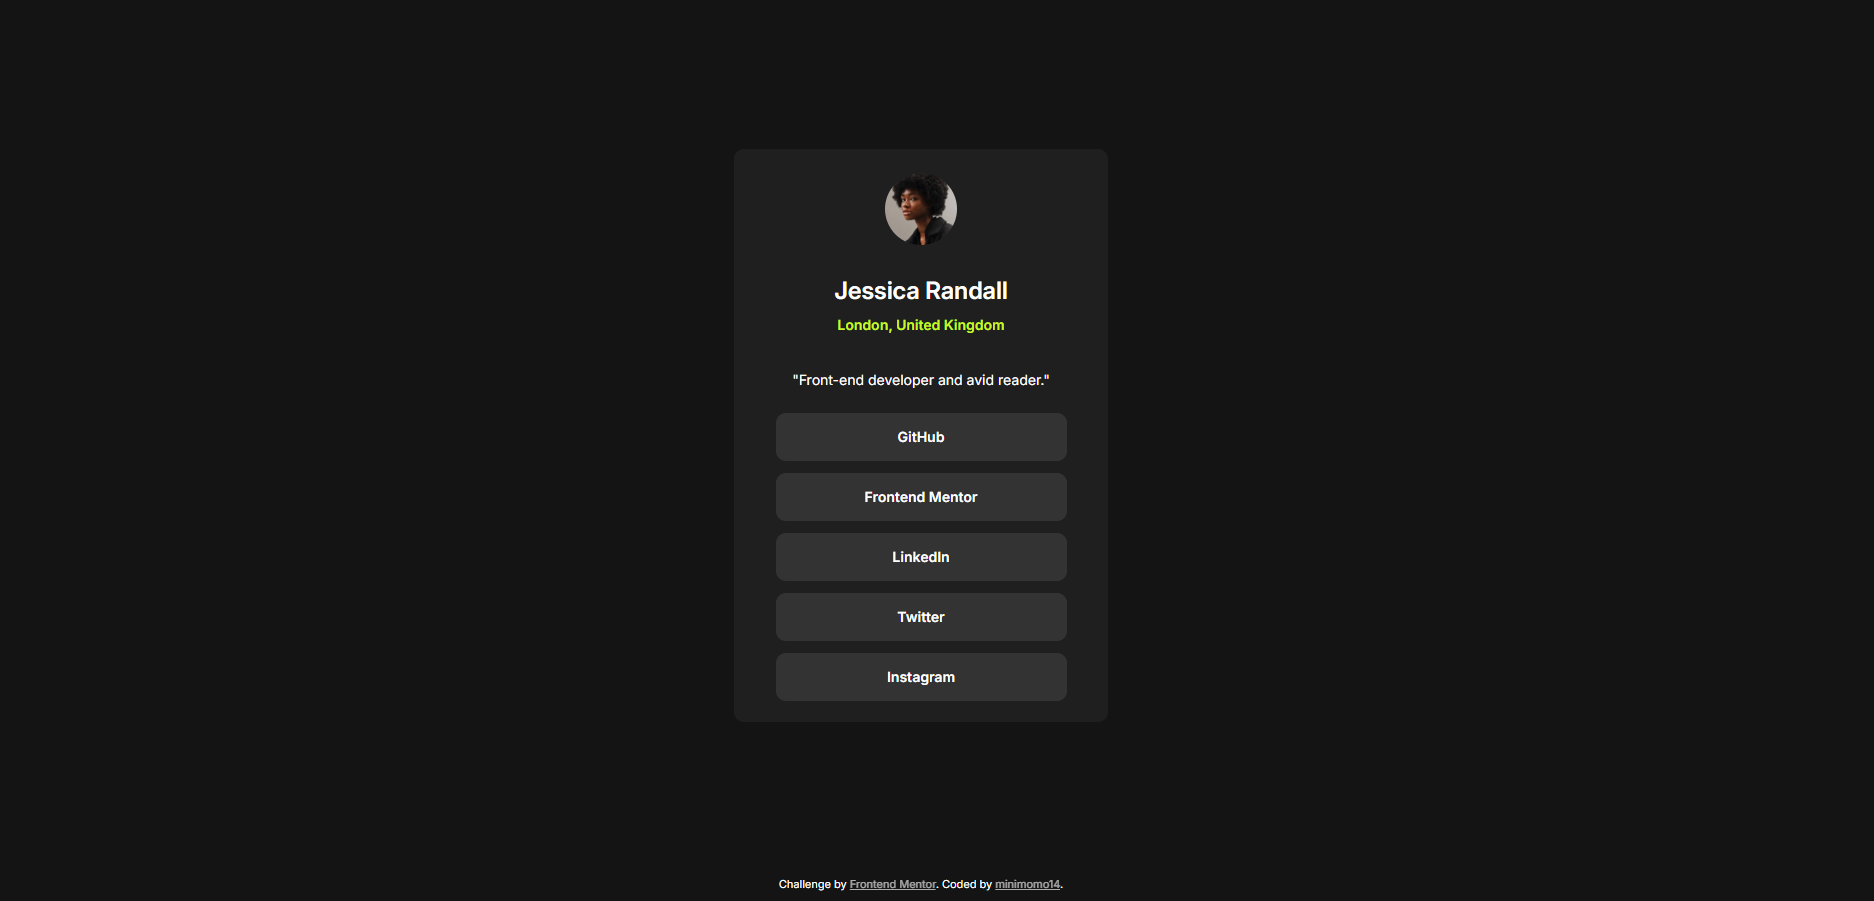 Jessica Randall
London, United Kingdom
"Front-end developer and avid reader."
GitHub
Frontend Mentor
LinkedIn
Twitter
Instagram
Challenge by Frontend Mentor. Coded by minimomo14.